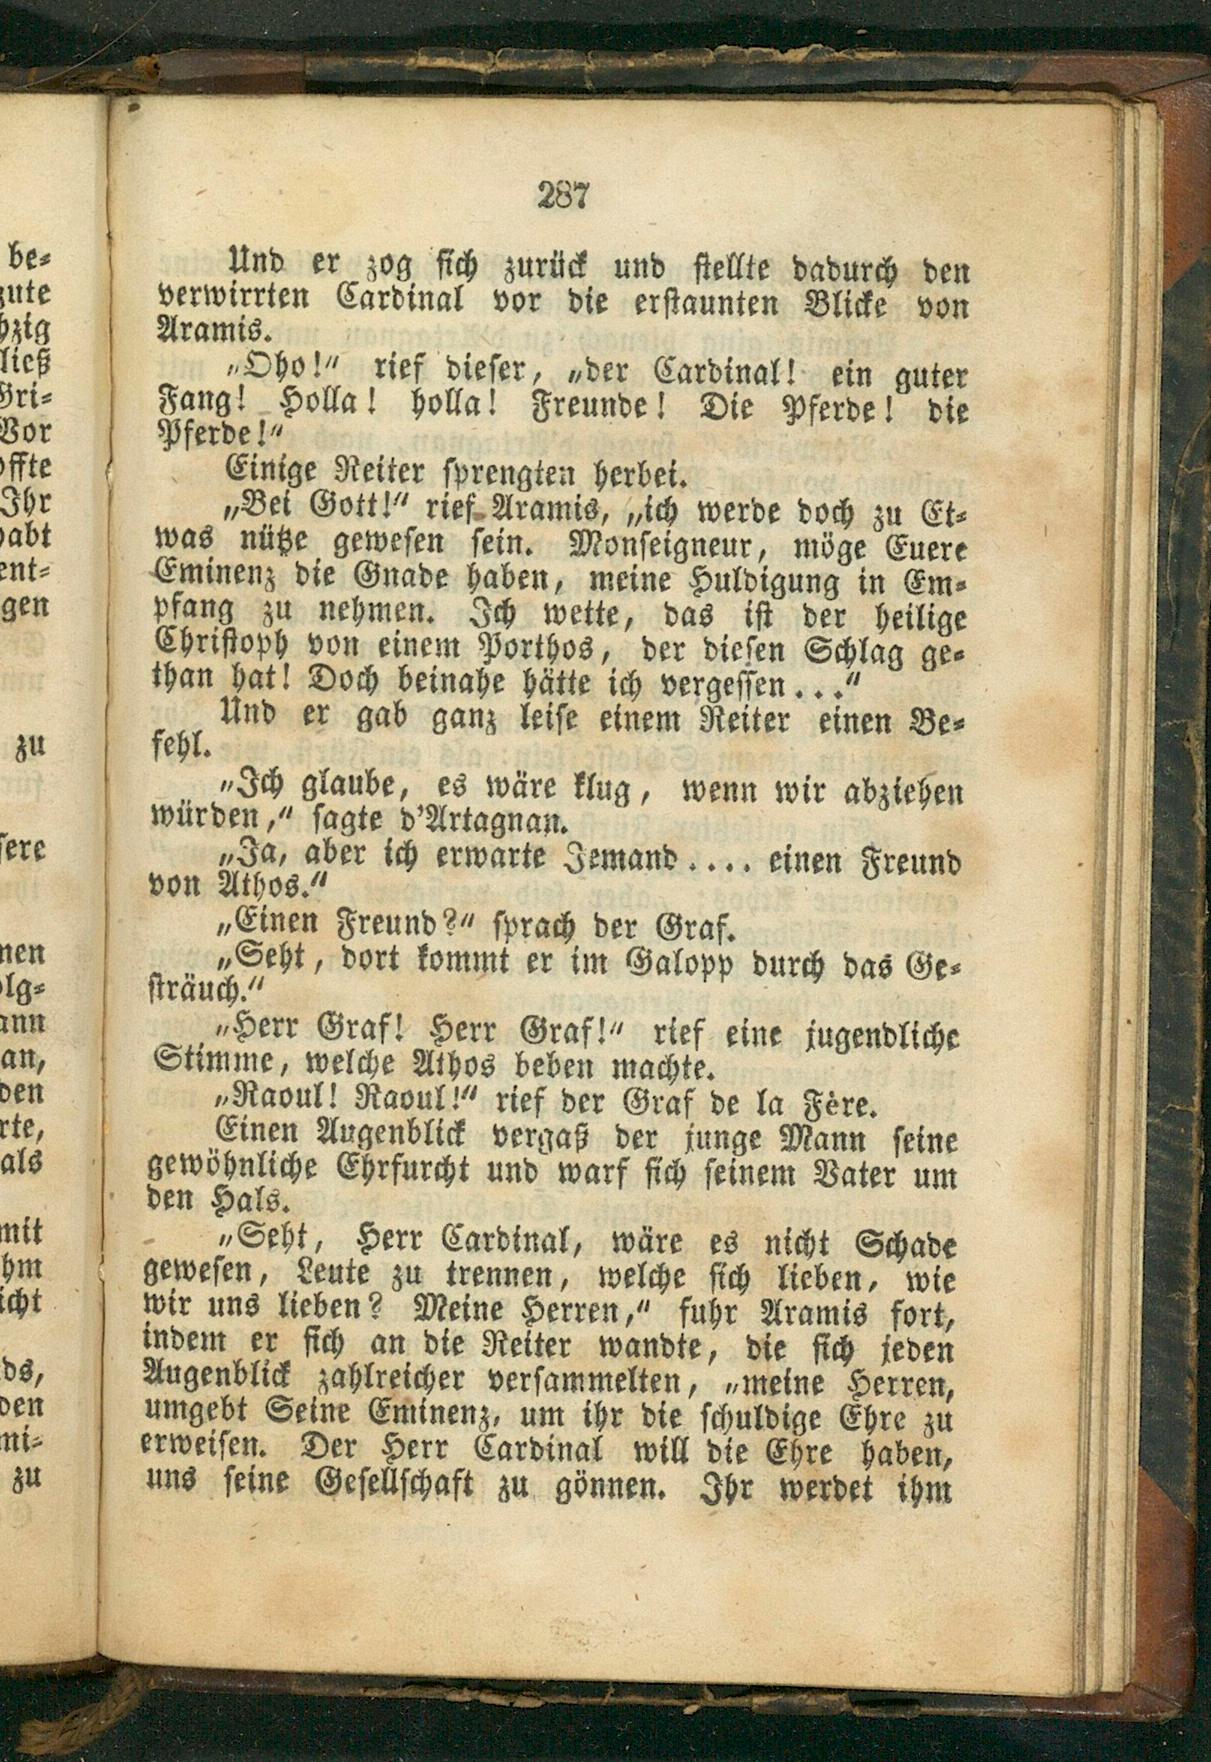 287
Und er zog sich zurück und stellte dadurch den
verwirrten Cardinal vor die erstaunten Blicke von
Aramis.
„Oho!“ rief dieser, „der Cardinal! ein guter
Fang! Holla! holla! Freunde! Die Pferde! die
Pferde!“
Einige Reiter sprengten herbei.
„Bei Gott!“ rief Aramis, „ich werde doch zu Et-
was nütze gewesen sein. Monseigneur, möge Euere
Eminenz die Gnade haben, meine Huldigung in Em-
pfang zu nehmen. Ich wette, das ist der heilige
Christoph von einem Porthos, der diesen Schlag ge-
than hat! Doch beinahe hätte ich vergessen...“
Und er gab ganz leise einem Reiter einen Be-
fehl.
„Ich glaube, es wäre klug, wenn wir abziehen
würden,“ sagte d'Artagnan.
„Ja, aber ich erwarte Jemand.... einen Freund
von Athos.“
„Einen Freund?“ sprach der Graf.
„Seht, dort kommt er im Galopp durch das Ge-
sträuch.“
„Herr Graf! Herr Graf!“ rief eine jugendliche
Stimme, welche Athos beben machte.
„Raoul! Raoul!“ rief der Graf de la Fère.
Einen Augenblick vergaß der junge Mann seine
gewöhnliche Ehrfurcht und warf sich seinem Vater um
den Hals.
„Seht, Herr Cardinal, wäre es nicht Schade
gewesen, Leute zu trennen, welche sich lieben, wie
wir uns lieben? Meine Herren,“ fuhr Aramis fort,
indem er sich an die Reiter wandte, die sich jeden
Augenblick zahlreicher versammelten, „meine Herren,
umgebt Seine Eminenz, um ihr die schuldige Ehre zu
erweisen. Der Herr Cardinal will die Ehre haben,
uns seine Gesellschaft zu gönnen. Ihr werdet ihm